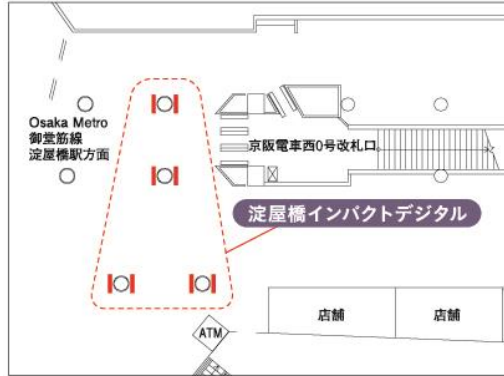 Osaka Metro
御堂筋線
淀屋橋駅方面
京阪電車西0号改札口
淀屋橋インパクトデジタル
店舗
店舗
ATM